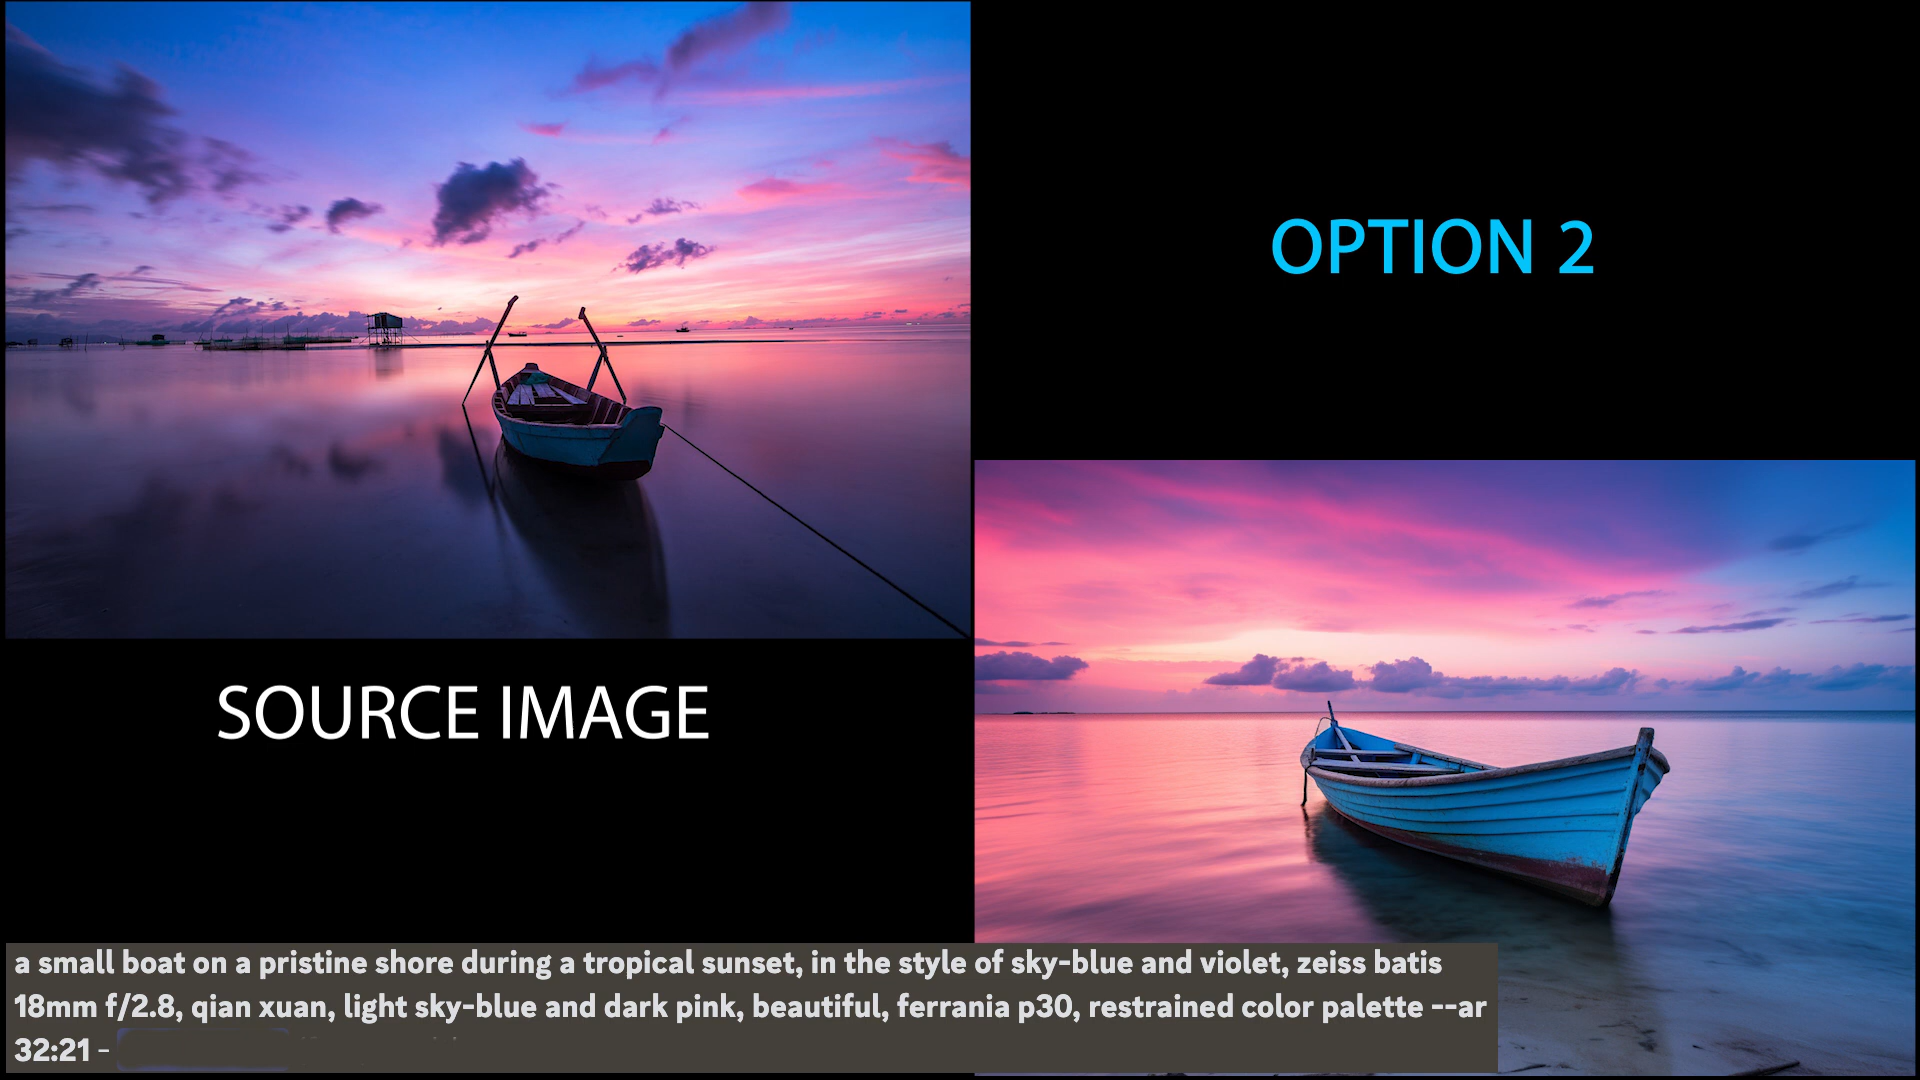 OPTION 2
SOURCE IMAGE
a small boat on a pristine shore during a tropical sunset, in the style of sky-blue and violet, zeiss batis
18mm f/2.8, qian xuan, light sky-blue and dark pink, beautiful, ferrania p30, restrained color palette --ar
32:21 -